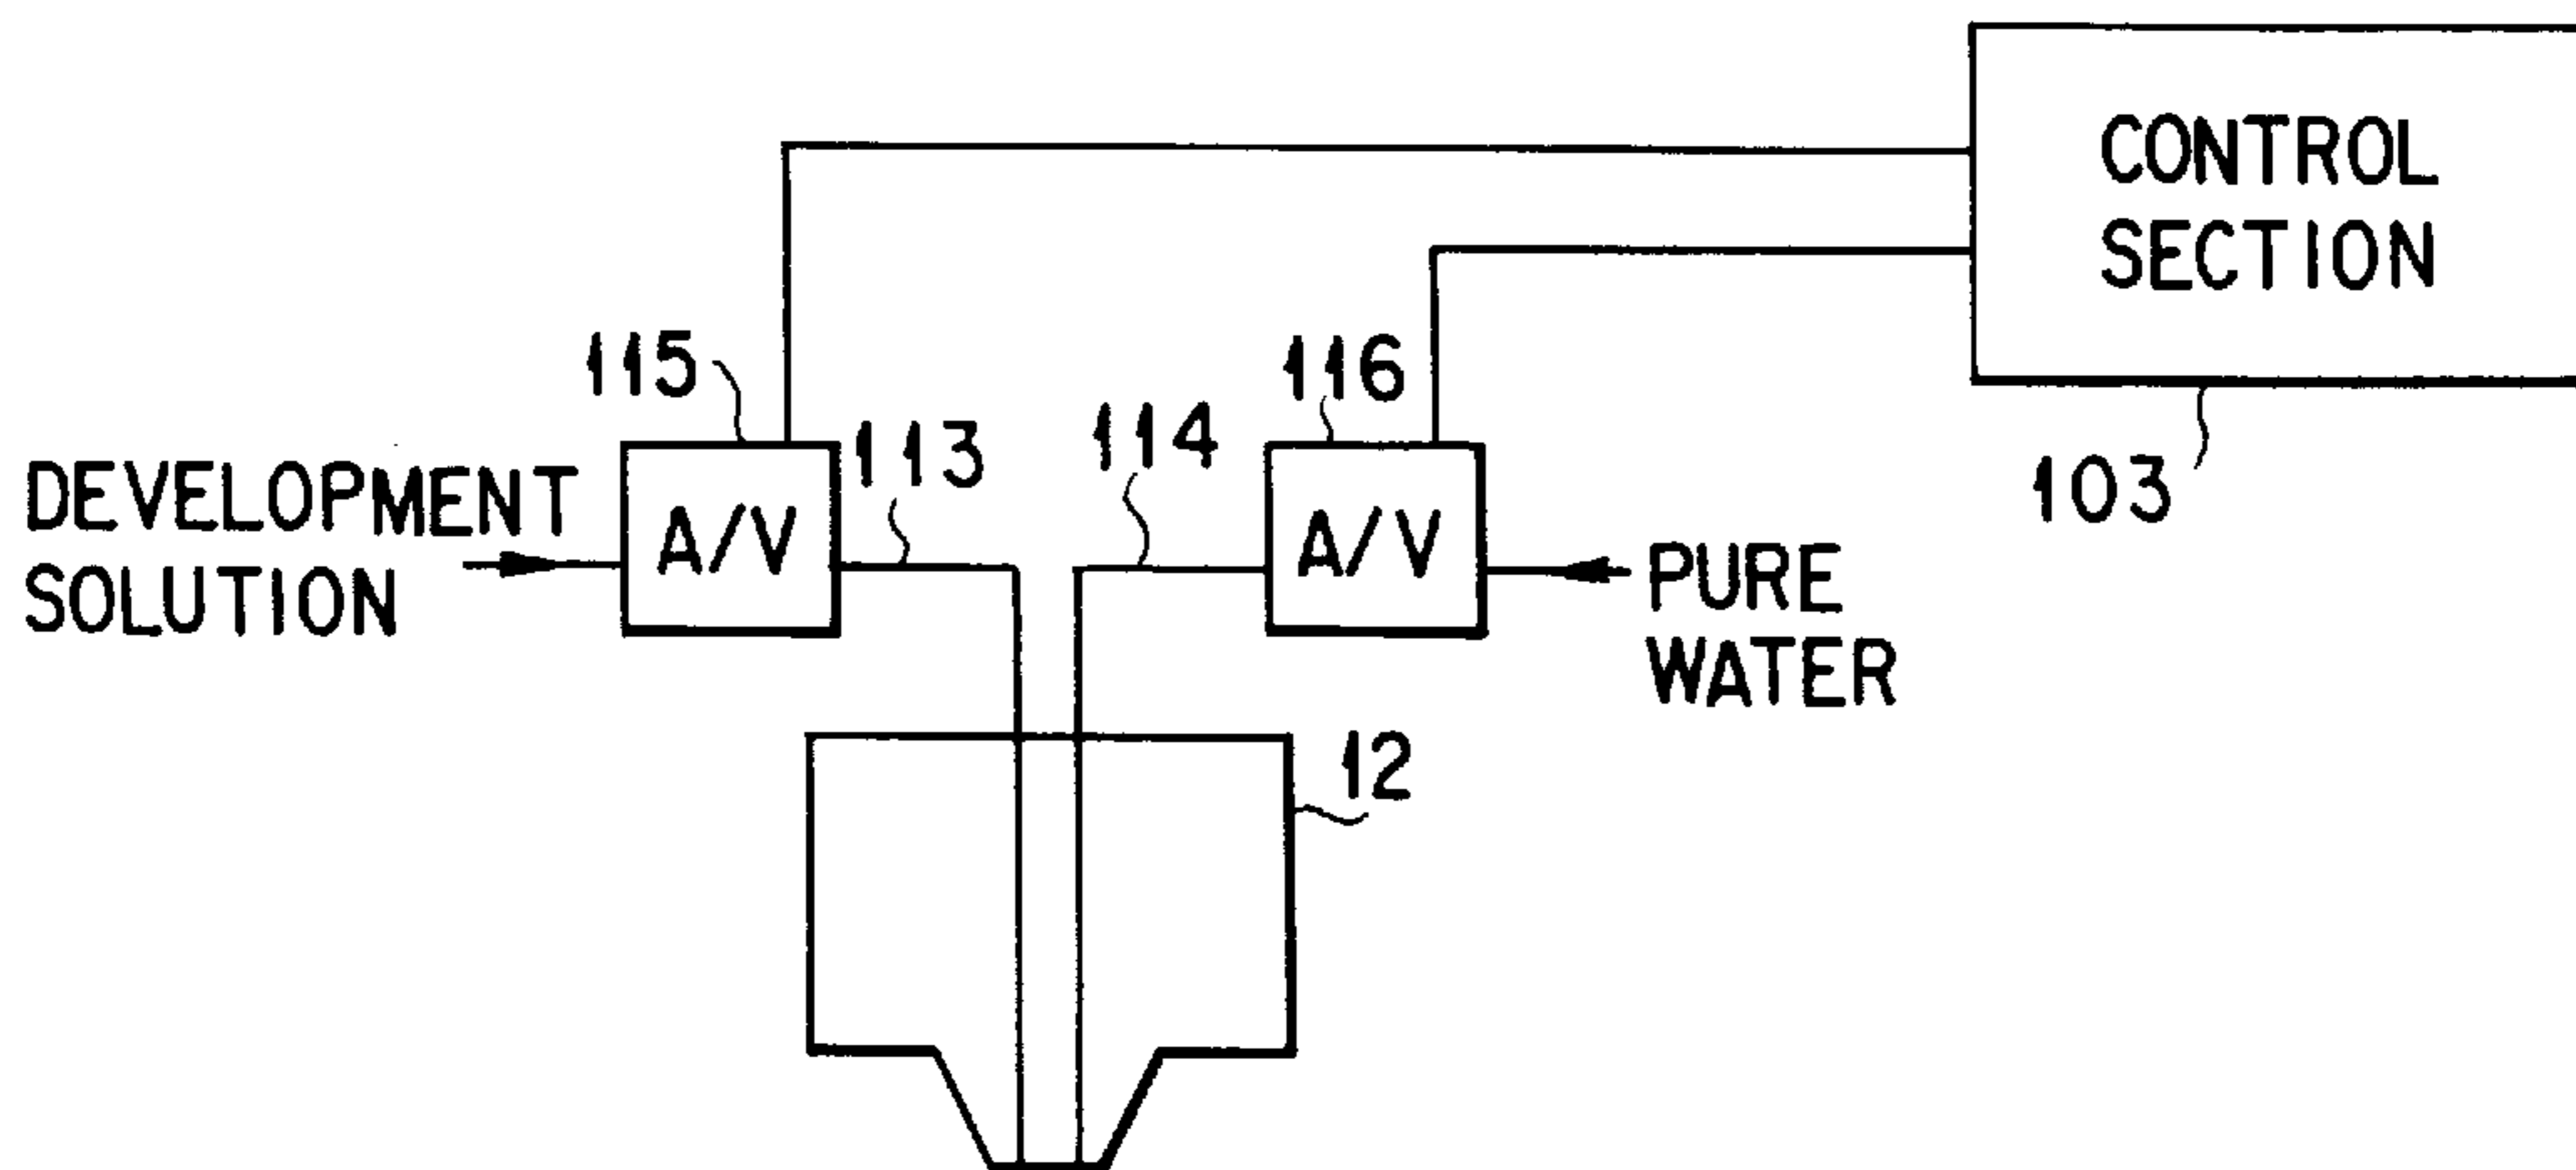 CONTROL
SECTION
115
116
113
114
103
DEVELOPMENT
SOLUTION
A/V
A/V
PURE
WATER
12